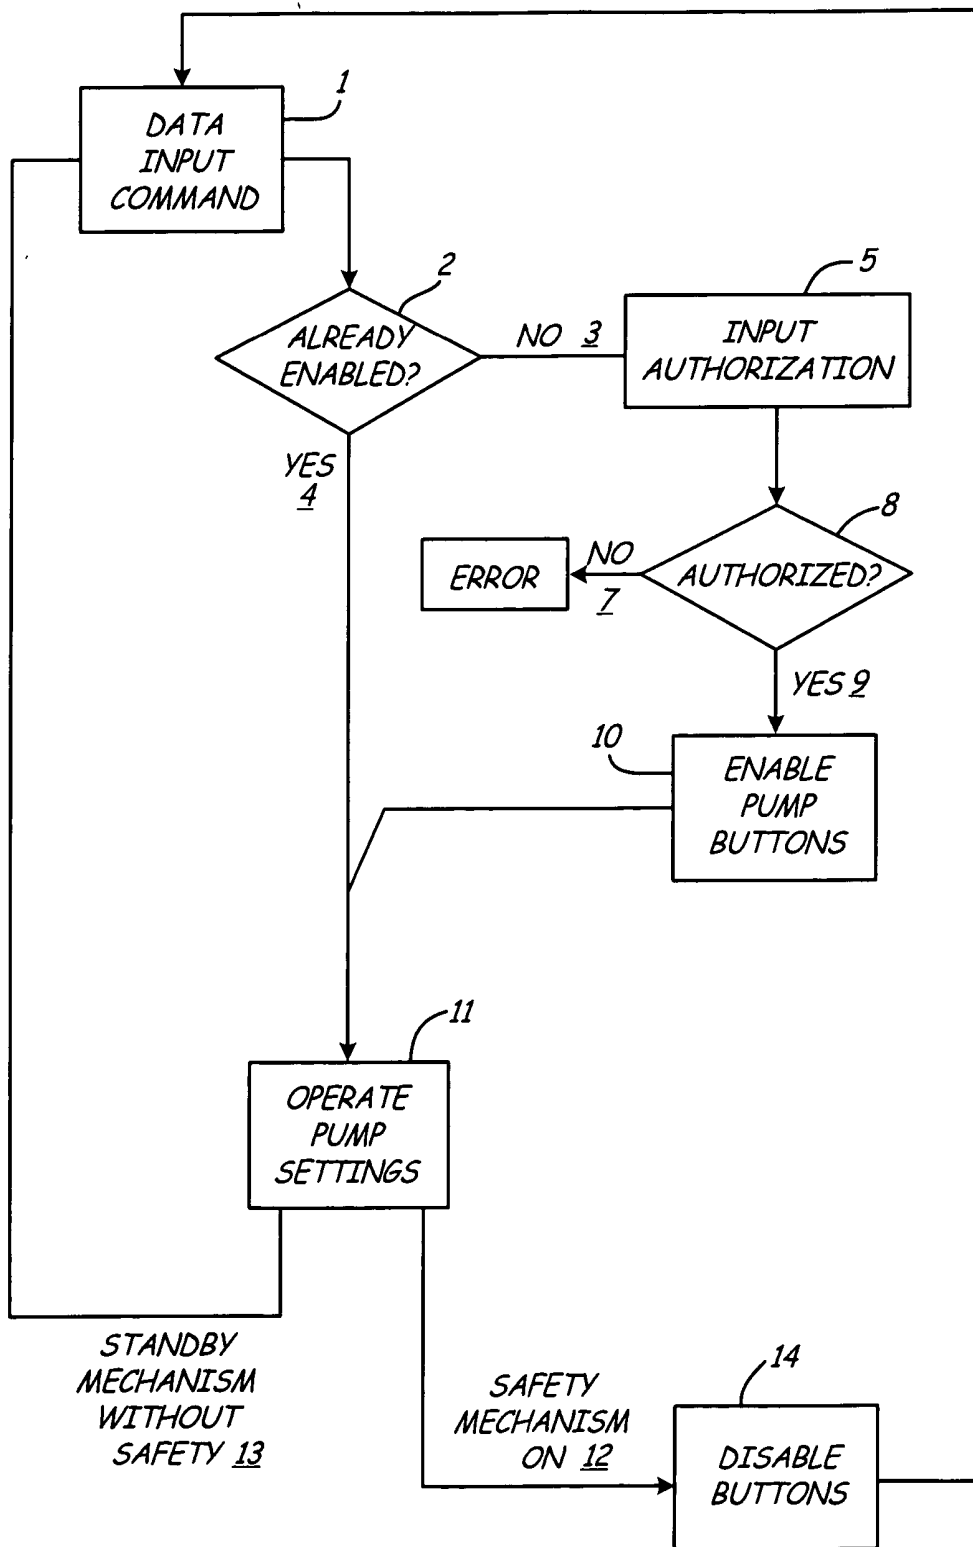 1
DATA
INPUT
COMMAND
2
ALREADY
ENABLED?
NO 3
5
INPUT
AUTHORIZATION
YES
4
8
AUTHORIZED?
NO
7
ERROR
YES 9
10
ENABLE
PUMP
BUTTONS
11
OPERATE
PUMP
SETTINGS
STANDBY
MECHANISM
WITHOUT
SAFETY 13
SAFETY
MECHANISM
ON 12
14
DISABLE
BUTTONS